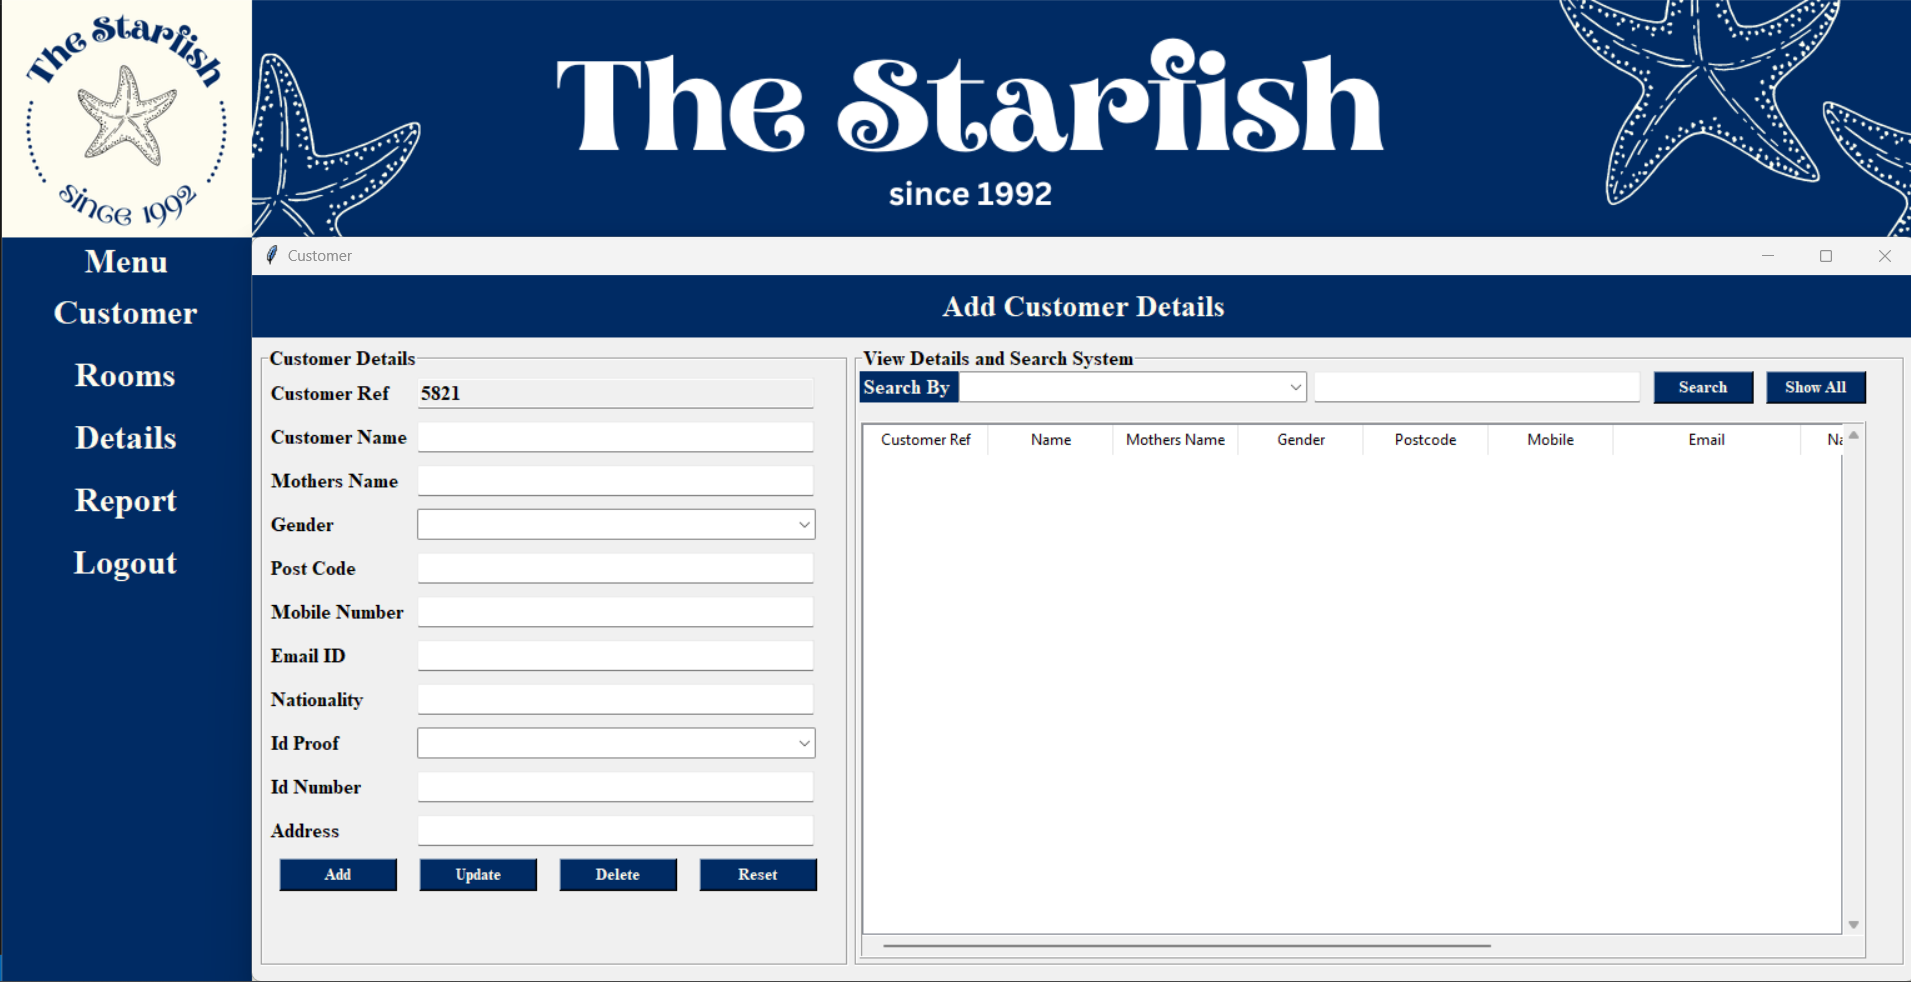 The Starfish
since 1992
The Starfish
since 1992
Menu
Customer
Rooms
Details
Report
Logout
Customer
Add Customer Details
Customer Details
Customer Ref 5821
Customer Name
Mothers Name
Gender
Post Code
Mobile Number
Email ID
Nationality
Id Proof
Id Number
Address
Add Update Delete Reset
View Details and Search System
Search By Search Show All
Customer Ref Name Mothers Name Gender Postcode Mobile Email Na